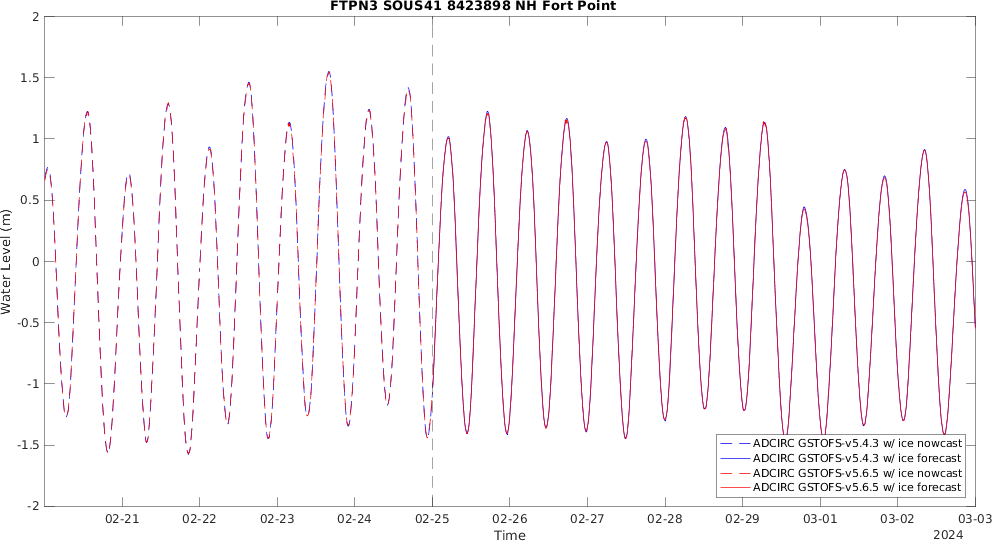 FTPN3 SOUS41 8423898 NH Fort Point
2
1.5
1
0.5
0
-0.5
-1
-1.5
-2
Water Level (m)
ADCIRC GSTOFS-v5.4.3 w/ ice nowcast
ADCIRC GSTOFS-v5.4.3 w/ ice forecast
ADCIRC GSTOFS-v5.6.5 w/ ice nowcast
ADCIRC GSTOFS-v5.6.5 w/ ice forecast
02-21 02-22 02-23 02-24 02-25 02-26 02-27 02-28 02-29 03-01 03-02 03-03
Time
2024